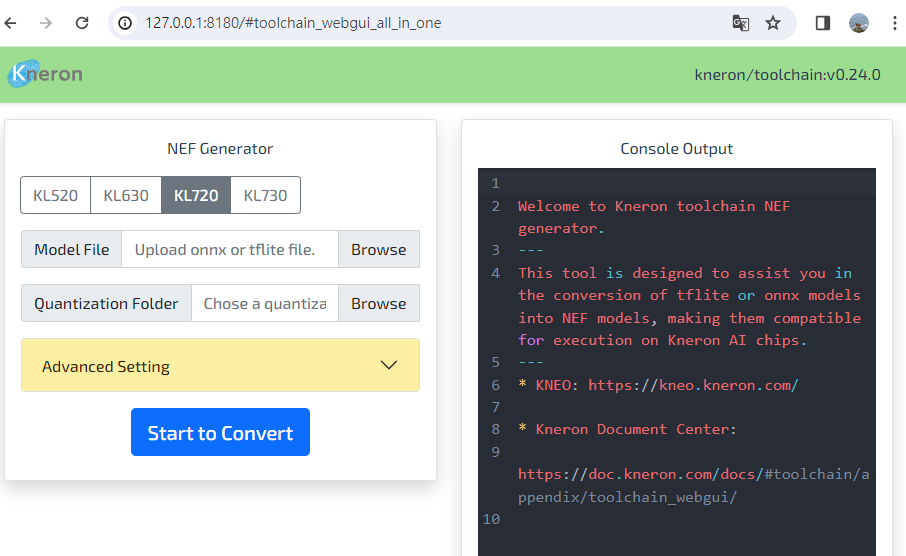 127.0.0.1:8180/#toolchain_webgui_all_in_one
Kneron
kneron/toolchain:v0.24.0
NEF Generator
KL520 KL630 KL720 KL730
Model File Upload onnx or tflite file. Browse
Quantization Folder Chose a quantiza Browse
Advanced Setting
Start to Convert
Console Output
1
2 Welcome to Kneron toolchain NEF
generator.
3 ---
4 This tool is designed to assist you in
the conversion of tflite or onnx models
into NEF models, making them compatible
for execution on Kneron AI chips.
5 ---
6 * KNEO: https://kneo.kneron.com/
7
8 * Kneron Document Center:
9
https://doc.kneron.com/docs/#toolchain/a
ppendix/toolchain_webgui/
10